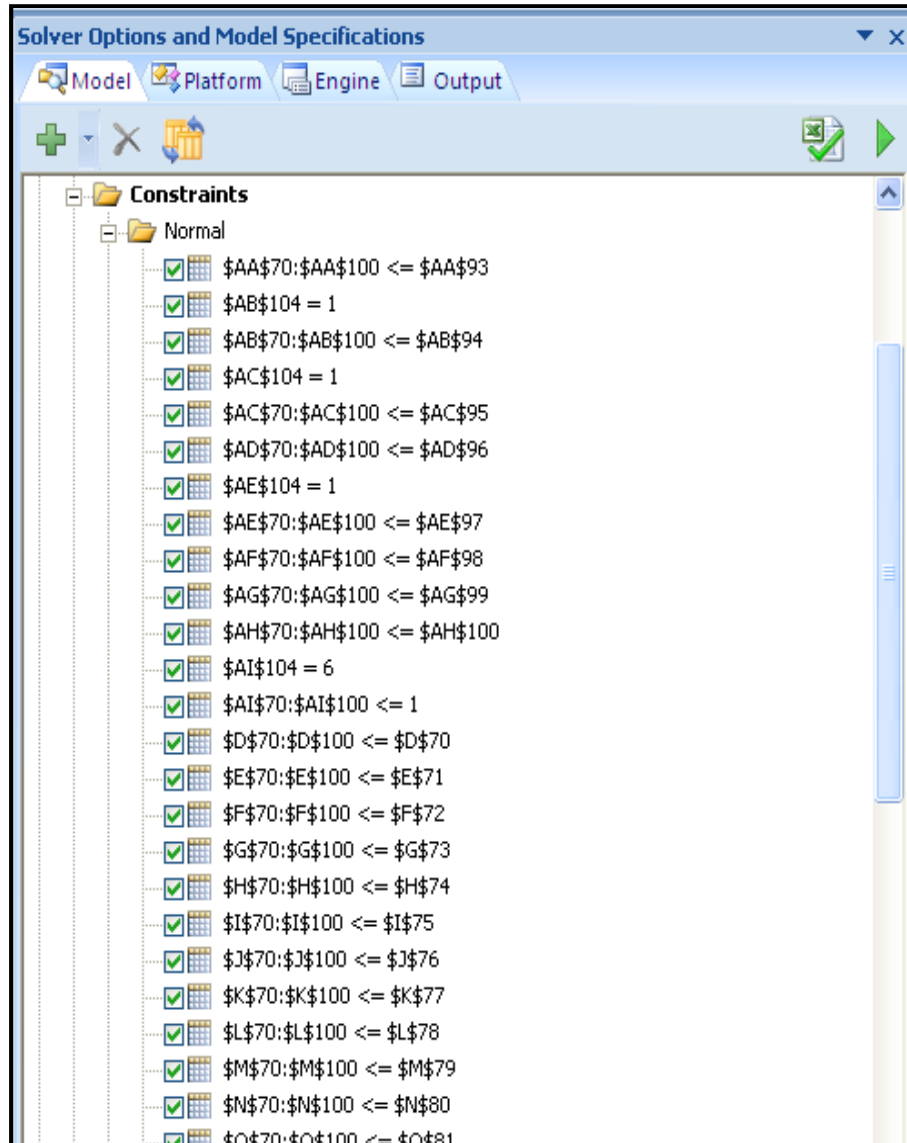 Solver Options and Model Specifications
Model Platform Engine Output
Constraints
Normal
$AA$70:$AA$100 <= $AA$93
$AB$104 = 1
$AB$70:$AB$100 <= $AB$94
$AC$104 = 1
$AC$70:$AC$100 <= $AC$95
$AD$70:$AD$100 <= $AD$96
$AE$104 = 1
$AE$70:$AE$100 <= $AE$97
$AF$70:$AF$100 <= $AF$98
$AG$70:$AG$100 <= $AG$99
$AH$70:$AH$100 <= $AH$100
$AI$104 = 6
$AI$70:$AI$100 <= 1
$D$70:$D$100 <= $D$70
$E$70:$E$100 <= $E$71
$F$70:$F$100 <= $F$72
$G$70:$G$100 <= $G$73
$H$70:$H$100 <= $H$74
$I$70:$I$100 <= $I$75
$J$70:$J$100 <= $J$76
$K$70:$K$100 <= $K$77
$L$70:$L$100 <= $L$78
$M$70:$M$100 <= $M$79
$N$70:$N$100 <= $N$80
$O$70:$O$100 <= $O$81